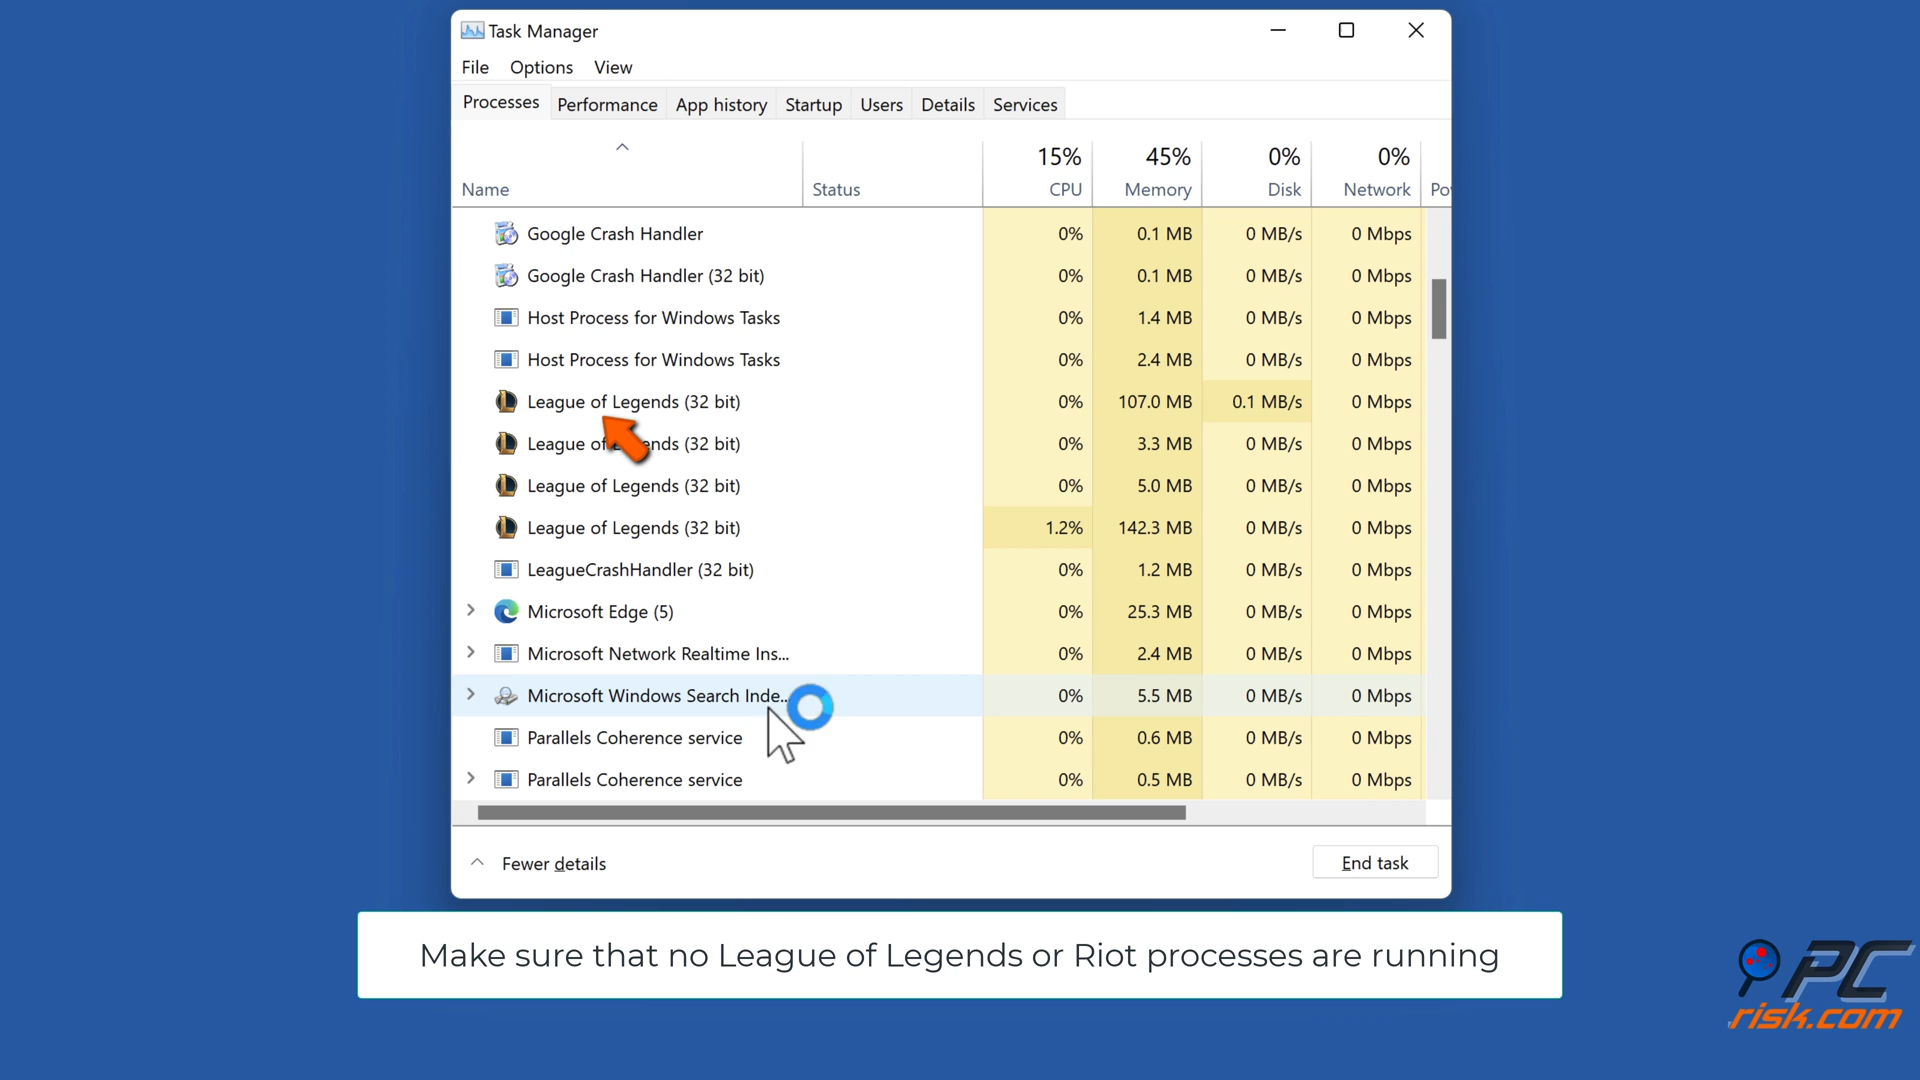 Task Manager
File Options View
Processes Performance App history Startup Users Details Services
15% 45% 0% 0%
Name Status CPU Memory Disk Network Po
Google Crash Handler 0% 0.1 MB 0 MB/s 0 Mbps
Google Crash Handler (32 bit) 0% 0.1 MB 0 MB/s 0 Mbps
Host Process for Windows Tasks 0% 1.4 MB 0 MB/s 0 Mbps
Host Process for Windows Tasks 0% 2.4 MB 0 MB/s 0 Mbps
League of Legends (32 bit) 0% 107.0 MB 0.1 MB/s 0 Mbps
League of Legends (32 bit) 0% 3.3 MB 0 MB/s 0 Mbps
League of Legends (32 bit) 0% 5.0 MB 0 MB/s 0 Mbps
League of Legends (32 bit) 1.2% 142.3 MB 0 MB/s 0 Mbps
LeagueCrashHandler (32 bit) 0% 1.2 MB 0 MB/s 0 Mbps
Microsoft Edge (5) 0% 25.3 MB 0 MB/s 0 Mbps
Microsoft Network Realtime Ins... 0% 2.4 MB 0 MB/s 0 Mbps
Microsoft Windows Search Inde... 0% 5.5 MB 0 MB/s 0 Mbps
Parallels Coherence service 0% 0.6 MB 0 MB/s 0 Mbps
Parallels Coherence service 0% 0.5 MB 0 MB/s 0 Mbps
Fewer details End task
Make sure that no League of Legends or Riot processes are running
PC
risk.com